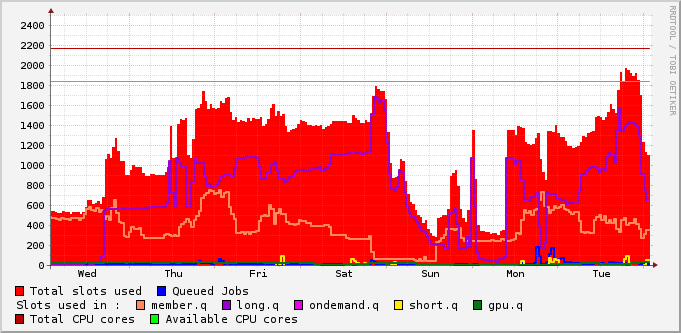 2400
2200
2000
1800
1600
1400
1200
1000
800
600
400
200
0
Wed Thu Fri Sat Sun Mon Tue
RRDTOOL / TOBI OETIKER
Total slots used Queued Jobs
Slots used in : member.q long.q ondemand.q short.q gpu.q
Total CPU cores Available CPU cores